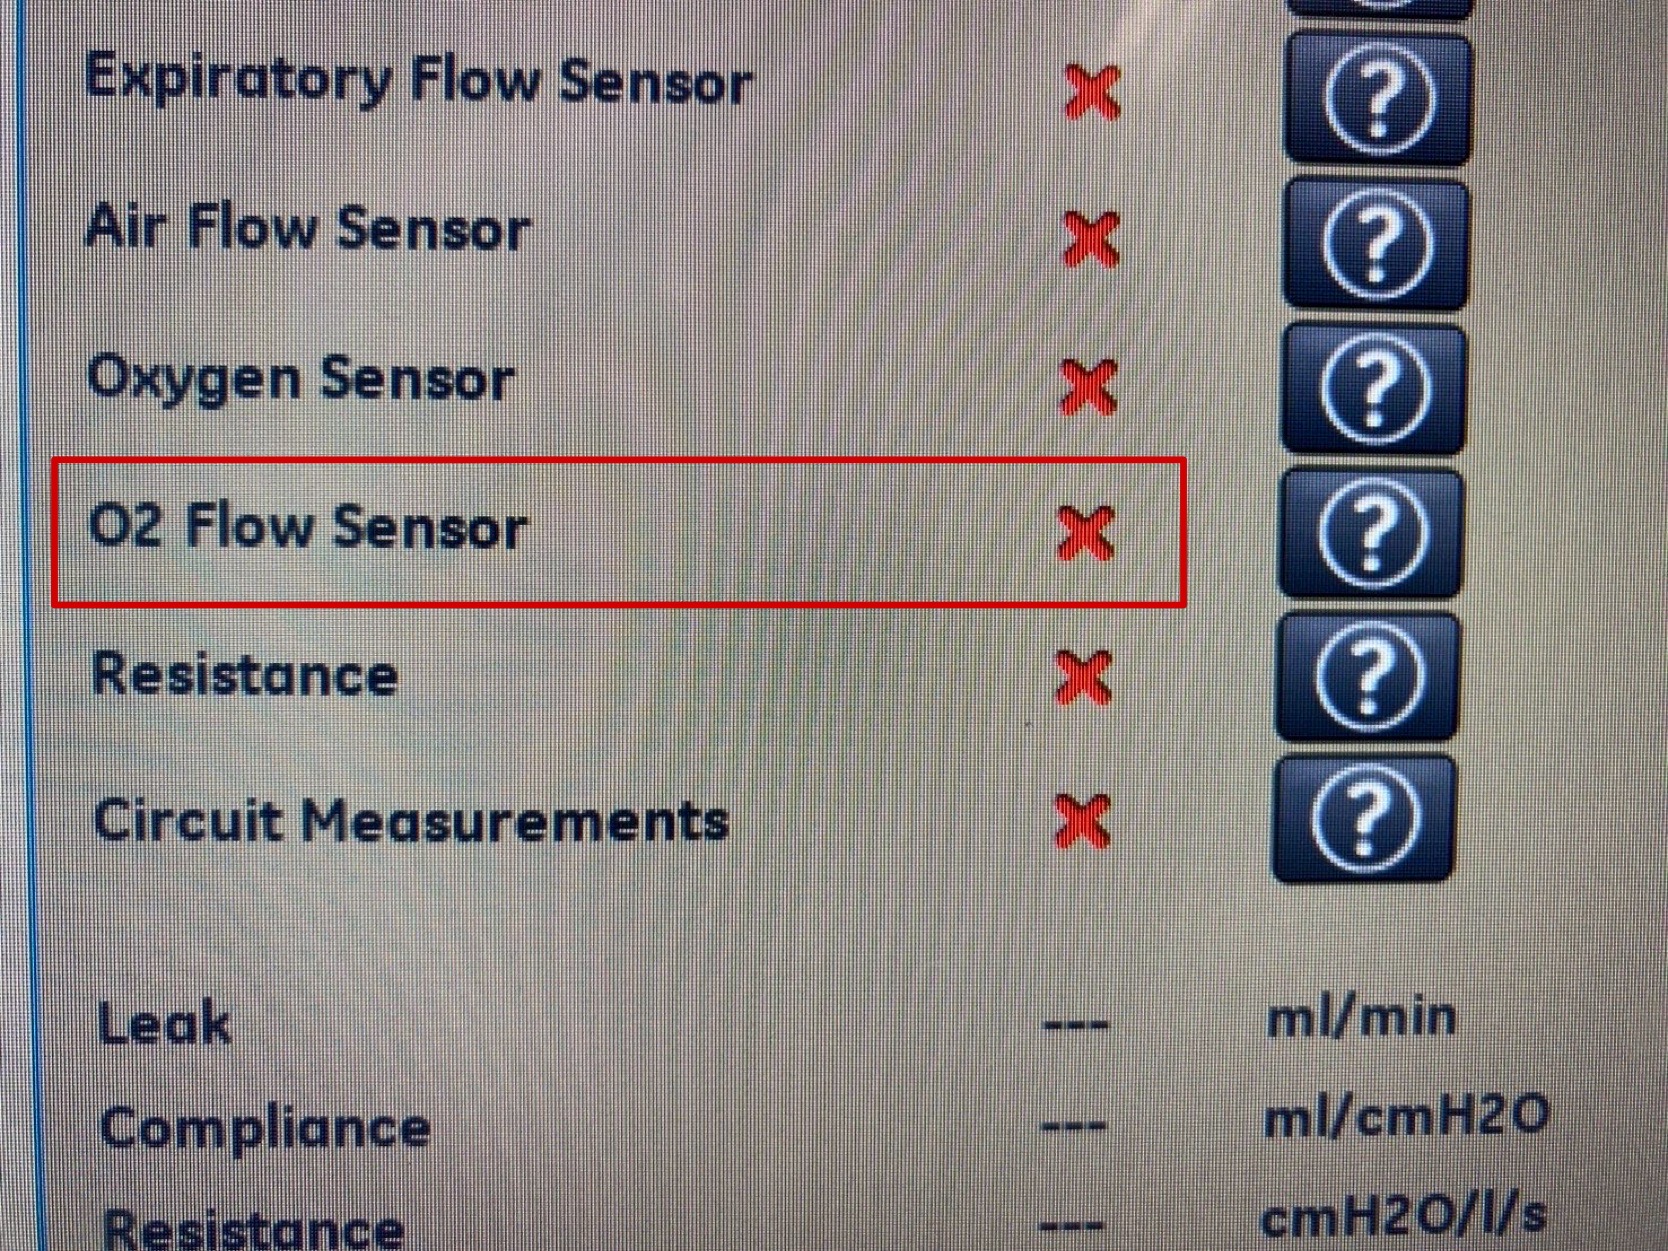 Expiratory Flow Sensor ?
Air Flow Sensor ?
Oxygen Sensor ?
O2 Flow Sensor ?
Resistance ?
Circuit Measurements ?
Leak --- ml/min
Compliance --- ml/cmH2O
Resistance --- cmH2O/l/s